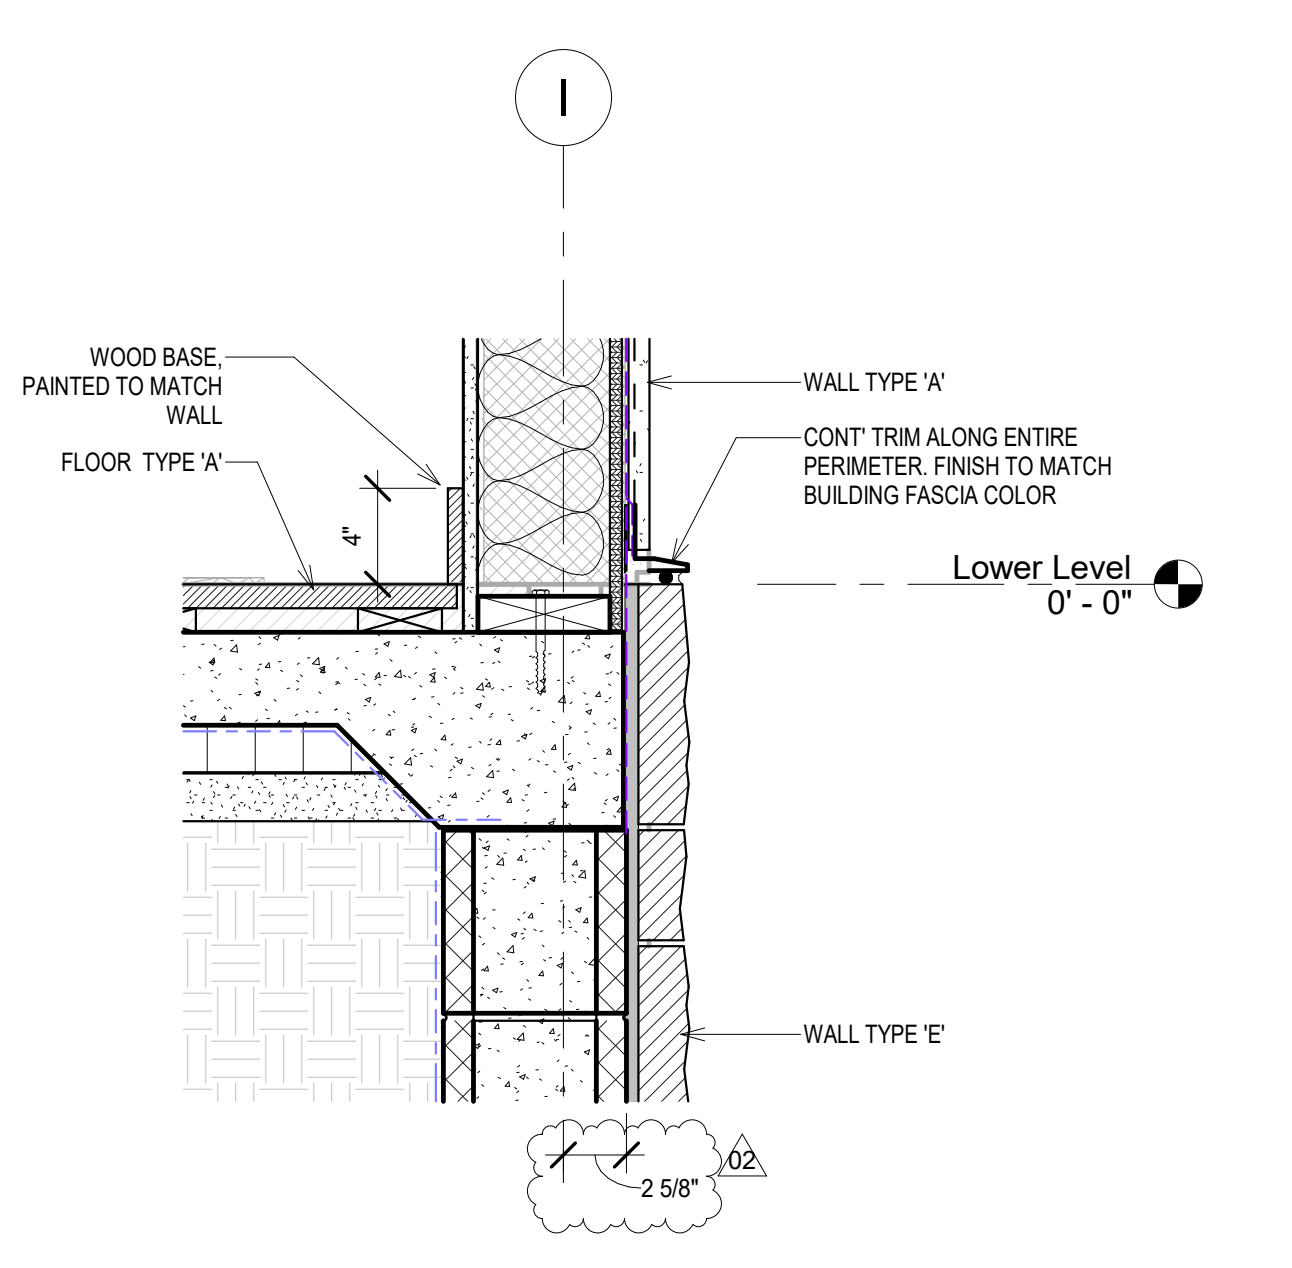 I
WOOD BASE,
PAINTED TO MATCH
WALL
FLOOR TYPE 'A'
4"
WALL TYPE 'A'
CONT' TRIM ALONG ENTIRE
PERIMETER. FINISH TO MATCH
BUILDING FASCIA COLOR
Lower Level
0' - 0"
WALL TYPE 'E'
02
2 5/8"